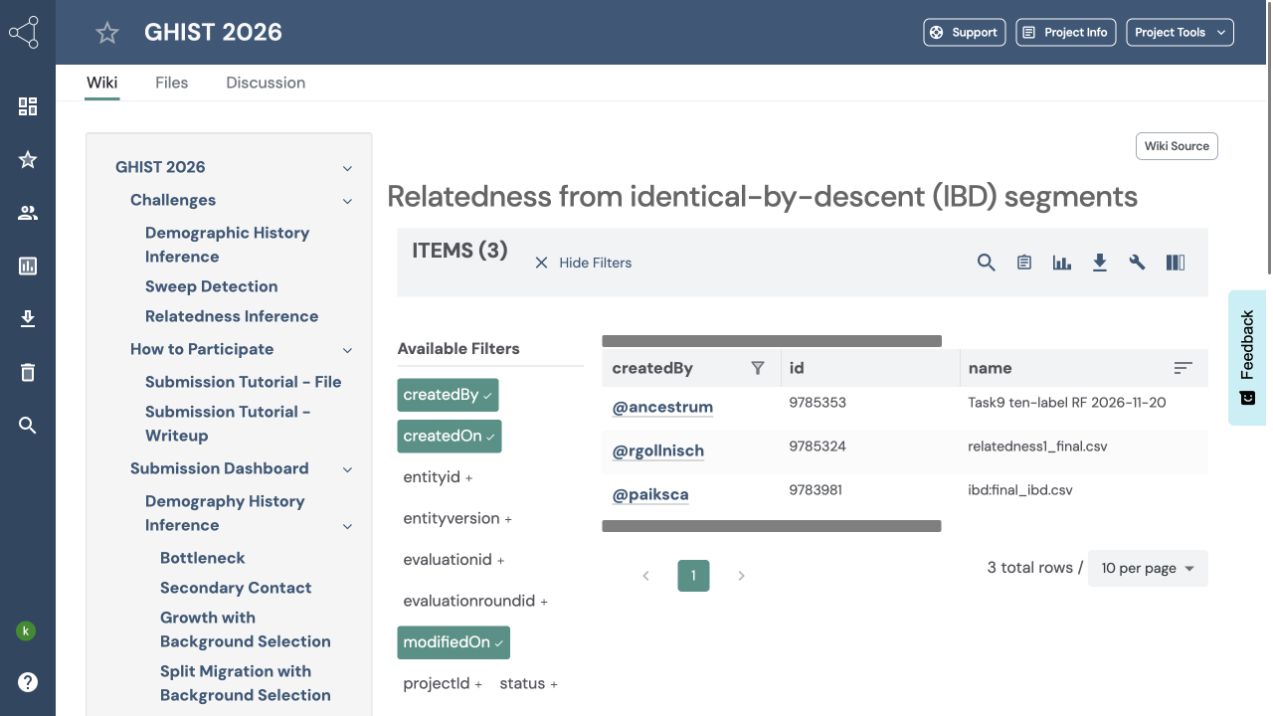 GHIST 2026
Support
Project Info
Project Tools
Wiki
Files
Discussion
GHIST 2026
Challenges
Demographic History
Inference
Sweep Detection
Relatedness Inference
How to Participate
Submission Tutorial - File
Submission Tutorial -
Writeup
Submission Dashboard
Demography History
Inference
Bottleneck
Secondary Contact
Growth with
Background Selection
Split Migration with
Background Selection
k
Wiki Source
Relatedness from identical-by-descent (IBD) segments
ITEMS (3)
Hide Filters
Available Filters
createdBy
createdOn
entityid +
entityversion +
evaluationid +
evaluationroundid +
modifiedOn
projectId + status +
createdBy id name
@ancestrum 9785353 Task9 ten-label RF 2026-11-20
@rgollnisch 9785324 relatedness1_final.csv
@paiksca 9783981 ibd:final_ibd.csv
1
3 total rows / 10 per page
Feedback